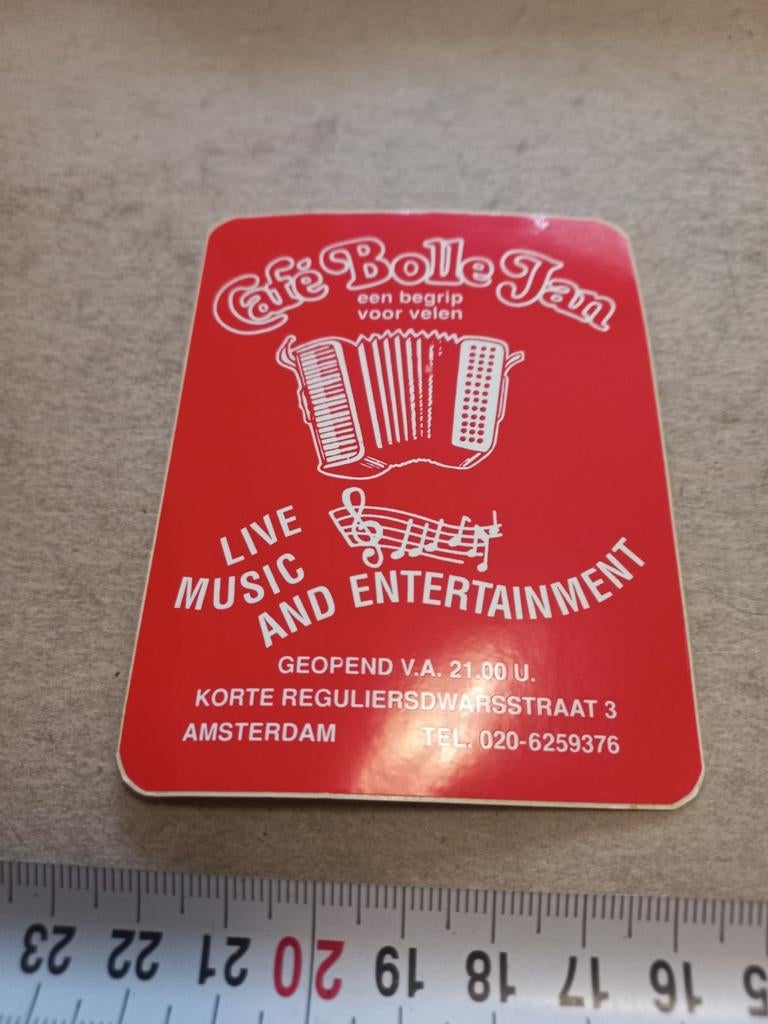 Café Bolle Jan
een begrip
voor velen
LIVE
MUSIC
AND ENTERTAINMENT
GEOPEND V.A. 21.00 U.
KORTE REGULIERSDWARSSTRAAT 3
AMSTERDAM TEL. 020-6259376
23 22 21 20 19 18 17 16 15